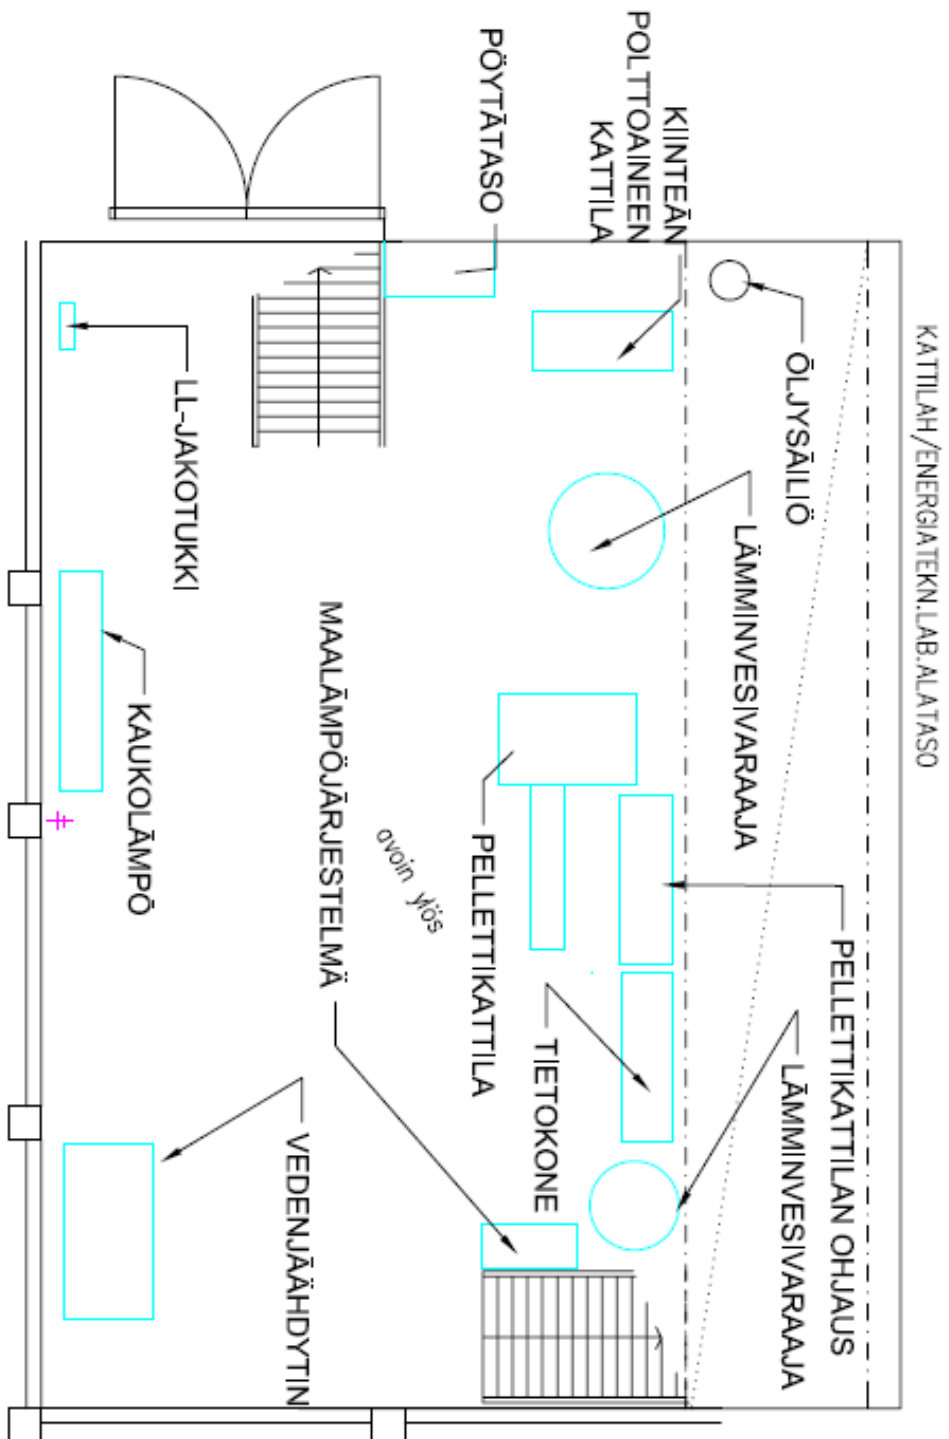 KATTILAH/ENERGIATEKN.LAB.ALATASO
PELLETTIKATTILAN OHJAUS
ÖLJYSÄILIÖ
LÄMMINVESIVARAAJA
LÄMMINVESIVARAAJA
KIINTEÄN
POLTTOAINEEN
KATTILA
TIETOKONE
PÖYTÄTASO
PELLETTIKATTILA
avoin ylös
MAALÄMPÖJÄRJESTELMÄ
VEDENJÄÄHDYTIN
LL-JAKOTUKKI
KAUKOLÄMPÖ